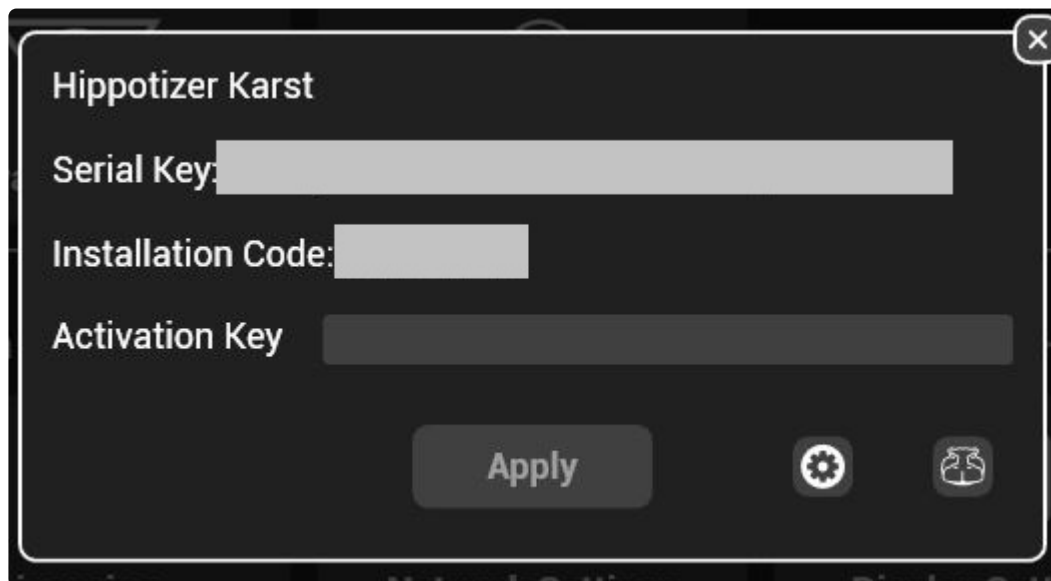 Hippotizer Karst
Serial Key:
Installation Code:
Activation Key
Apply